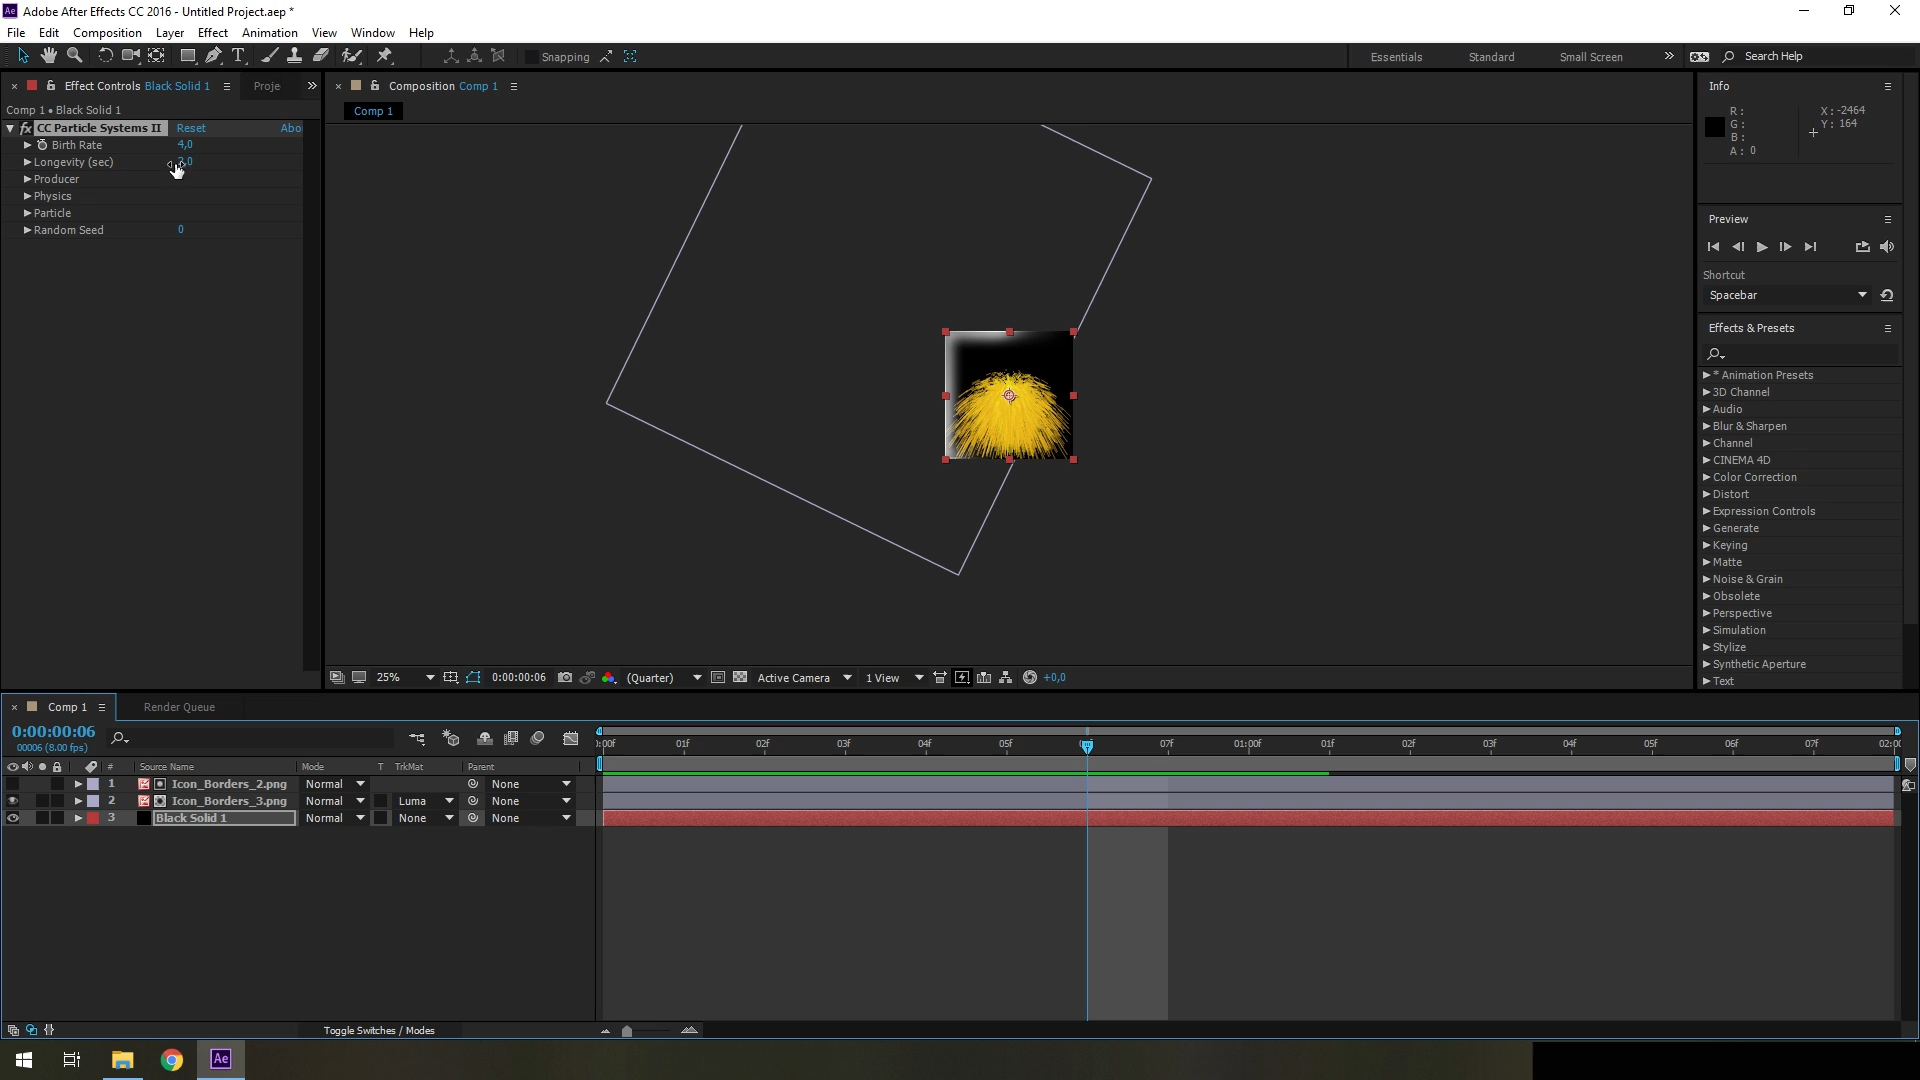 Adobe After Effects CC 2016 - Untitled Project.aep *
File Edit Composition Layer Effect Animation View Window Help
Snapping
Essentials Standard Small Screen Search Help
Effect Controls Black Solid 1 Proje
Composition Comp 1
Info
Comp 1 • Black Solid 1
Comp 1
CC Particle Systems II Reset Abo
Birth Rate 4,0
Longevity (sec)
Producer
Physics
Particle
Random Seed 0
R:
G:
B:
A: 0
X: -2464
Y: 164
Preview
Shortcut
Spacebar
Effects & Presets
* Animation Presets
3D Channel
Audio
Blur & Sharpen
Channel
CINEMA 4D
Color Correction
Distort
Expression Controls
Generate
Keying
Matte
Noise & Grain
Obsolete
Perspective
Simulation
Stylize
Synthetic Aperture
Text
25% 0:00:00:06 (Quarter) Active Camera 1 View +0,0
Comp 1 Render Queue
0:00:00:06
00006 (8.00 fps)
):00f 01f 02f 03f 04f 05f 07f 01:00f 01f 02f 03f 04f 05f 06f 07f 02:0(
# Source Name Mode T TrkMat Parent
1 Icon_Borders_2.png Normal None
2 Icon_Borders_3.png Normal Luma None
3 Black Solid 1 Normal None None
Toggle Switches / Modes
Ae